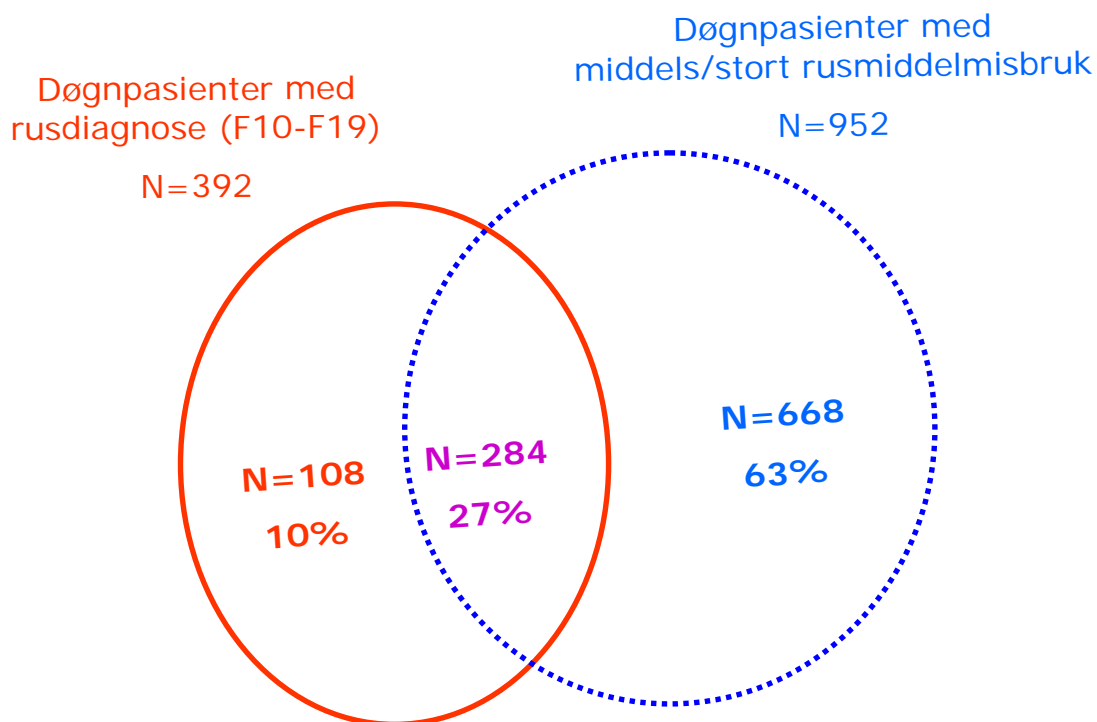 Døgnpasienter med
rusdiagnose (F10-F19)
N=392
Døgnpasienter med
middels/stort rusmiddelmisbruk
N=952
N=108
10%
N=284
27%
N=668
63%